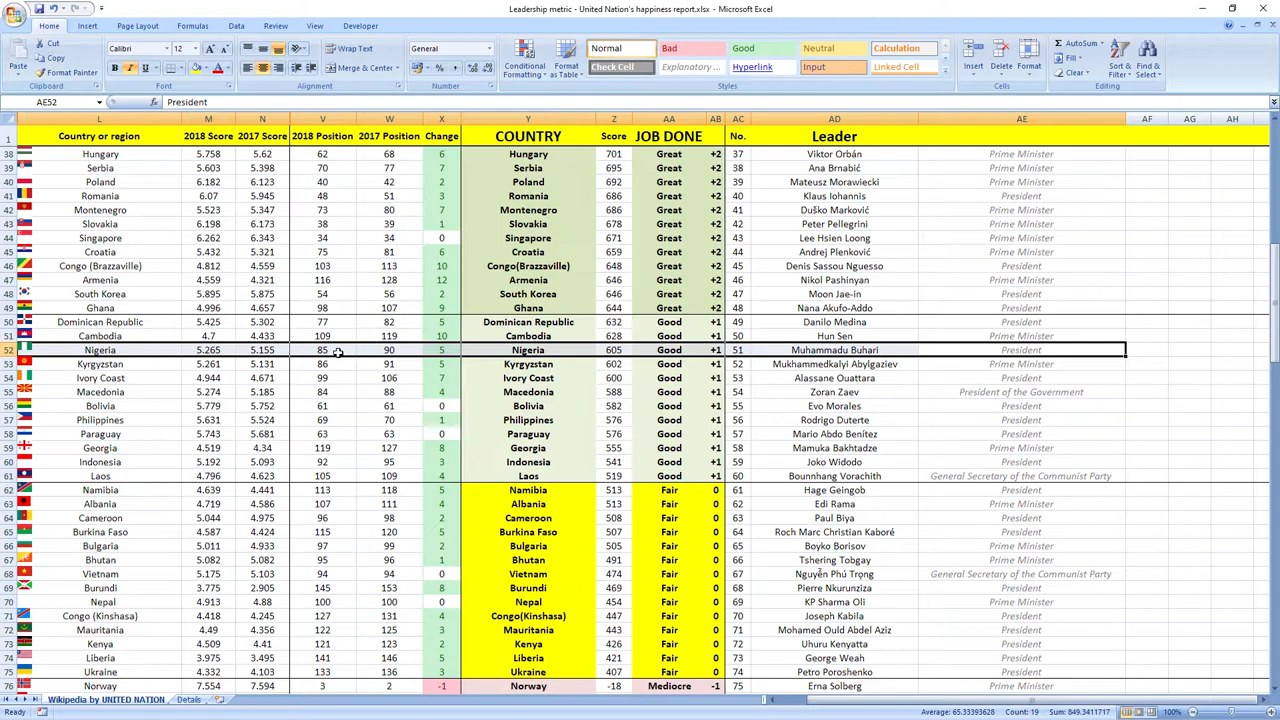 Leadership metric - United Nation's happiness report.xlsx - Microsoft Excel
Home Insert Page Layout Formulas Data Review View Developer
Cut
Copy
Format Painter
Paste
Clipboard
Calibri 12
Font
Wrap Text
Merge & Center
Alignment
General
Number
Conditional Formatting
Format as Table
Normal Bad Good Neutral Calculation
Check Cell Explanatory ... Hyperlink Input Linked Cell
Styles
Insert Delete Format
Cells
AutoSum
Fill
Clear
Sort & Filter
Find & Select
Editing
AE52 President
L M N V W X Y Z AA AB AC AD AE AF AG AH
1 Country or region 2018 Score 2017 Score 2018 Position 2017 Position Change COUNTRY Score JOB DONE No. Leader
38 Hungary 5.758 5.62 62 68 6 Hungary 701 Great +2 37 Viktor Orbán Prime Minister
39 Serbia 5.603 5.398 70 77 7 Serbia 695 Great +2 38 Ana Brnabić Prime Minister
40 Poland 6.182 6.123 40 42 2 Poland 692 Great +2 39 Mateusz Morawiecki Prime Minister
41 Romania 6.07 5.945 48 51 3 Romania 686 Great +2 40 Klaus Iohannis Prime Minister
42 Montenegro 5.523 5.347 73 80 7 Montenegro 686 Great +2 41 Duško Marković Prime Minister
43 Slovakia 6.198 6.173 38 39 1 Slovakia 678 Great +2 42 Peter Pellegrini Prime Minister
44 Singapore 6.262 6.343 34 34 0 Singapore 671 Great +2 43 Lee Hsien Loong Prime Minister
45 Croatia 5.432 5.321 75 81 6 Croatia 659 Great +2 44 Andrej Plenković Prime Minister
46 Congo (Brazzaville) 4.812 4.559 103 113 10 Congo(Brazzaville) 648 Great +2 45 Denis Sassou Nguesso President
47 Armenia 4.559 4.321 116 128 12 Armenia 646 Great +2 46 Nikol Pashinyan Prime Minister
48 South Korea 5.895 5.875 54 56 2 South Korea 646 Great +2 47 Moon Jae-in President
49 Ghana 4.996 4.657 98 107 9 Ghana 644 Great +2 48 Nana Akufo-Addo President
50 Dominican Republic 5.425 5.302 77 82 5 Dominican Republic 632 Good +1 49 Danilo Medina President
51 Cambodia 4.7 4.433 109 119 10 Cambodia 628 Good +1 50 Hun Sen Prime Minister
52 Nigeria 5.265 5.155 85 90 5 Nigeria 605 Good +1 51 Muhammadu Buhari President
53 Kyrgyzstan 5.261 5.131 86 91 5 Kyrgyzstan 602 Good +1 52 Mukhammedkalyi Abylgaziev Prime Minister
54 Ivory Coast 4.944 4.671 99 106 7 Ivory Coast 600 Good +1 53 Alassane Ouattara President
55 Macedonia 5.274 5.185 84 88 4 Macedonia 588 Good +1 54 Zoran Zaev President of the Government
56 Bolivia 5.779 5.752 61 61 0 Bolivia 582 Good +1 55 Evo Morales President
57 Philippines 5.631 5.524 69 70 1 Philippines 576 Good +1 56 Rodrigo Duterte President
58 Paraguay 5.743 5.681 63 63 0 Paraguay 576 Good +1 57 Mario Abdo Benítez President
59 Georgia 4.519 4.34 119 127 8 Georgia 555 Good +1 58 Mamuka Bakhtadze Prime Minister
60 Indonesia 5.192 5.093 92 95 3 Indonesia 541 Good +1 59 Joko Widodo President
61 Laos 4.796 4.623 105 109 4 Laos 576 Good +1 60 Bounnhang Vorachith General Secretary of the Communist Party
62 Namibia 4.639 4.441 113 118 5 Namibia 513 Fair 0 61 Hage Geingob President
63 Albania 4.719 4.586 107 111 4 Albania 513 Fair 0 62 Edi Rama Prime Minister
64 Cameroon 5.044 4.975 96 98 2 Cameroon 508 Fair 0 63 Paul Biya President
65 Burkina Faso 4.587 4.424 115 120 5 Burkina Faso 507 Fair 0 64 Roch Marc Christian Kaboré President
66 Bulgaria 5.011 4.933 97 99 2 Bulgaria 505 Fair 0 65 Boyko Borisov Prime Minister
67 Bhutan 5.082 5.082 95 96 1 Bhutan 491 Fair 0 66 Tshering Tobgay Prime Minister
68 Vietnam 5.175 5.103 94 94 0 Vietnam 474 Fair 0 67 Nguyễn Phú Trọng General Secretary of the Communist Party
69 Burundi 3.775 2.905 145 153 8 Burundi 469 Fair 0 68 Pierre Nkurunziza President
70 Nepal 4.913 4.88 100 100 0 Nepal 454 Fair 0 69 KP Sharma Oli Prime Minister
71 Congo (Kinshasa) 4.418 4.245 127 131 4 Congo(Kinshasa) 447 Fair 0 70 Joseph Kabila President
72 Mauritania 4.49 4.356 122 125 3 Mauritania 443 Fair 0 71 Mohamed Ould Abdel Aziz President
73 Kenya 4.476 4.41 121 123 2 Kenya 426 Fair 0 72 Uhuru Kenyatta President
74 Liberia 3.975 3.495 141 146 5 Liberia 421 Fair 0 73 George Weah President
75 Ukraine 4.332 4.103 133 136 3 Ukraine 407 Fair 0 74 Petro Poroshenko President
76 Norway 7.554 7.594 3 2 -1 Norway -18 Mediocre -1 75 Erna Solberg Prime Minister
Wikipedia by UNITED NATION Details
Ready Average: 65.33393628 Count: 19 Sum: 849.3411717 100%